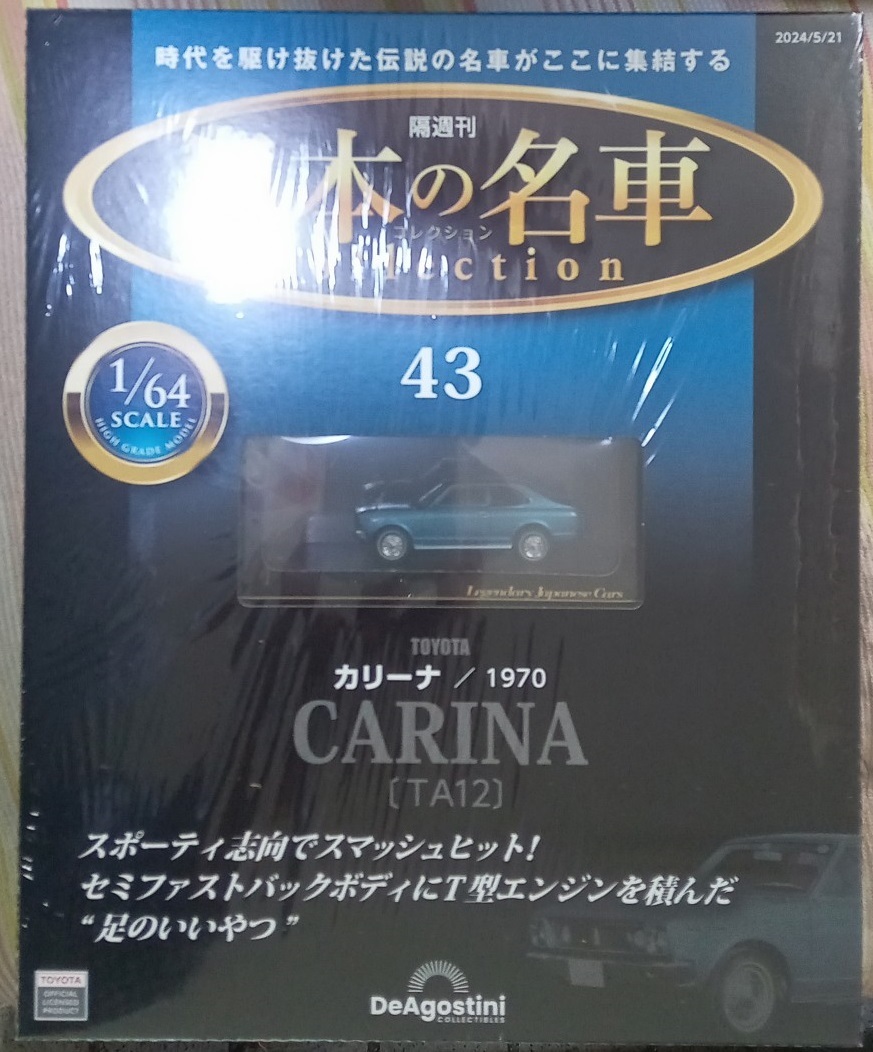 2024/5/21
時代を駆け抜けた伝説の名車がここに集結する
隔週刊
本の名車
コレクション
lection
1/64
SCALE
HIGH GRADE MODEL
43
Legendary Japanese Cars
TOYOTA
カリーナ / 1970
CARINA
〔TA12〕
スポーティ志向でスマッシュヒット!
セミファストバックボディにT型エンジンを積んだ
“足のいいやつ”
TOYOTA
OFFICIAL
LICENSED
PRODUCT
DeAgostini
COLLECTIBLES